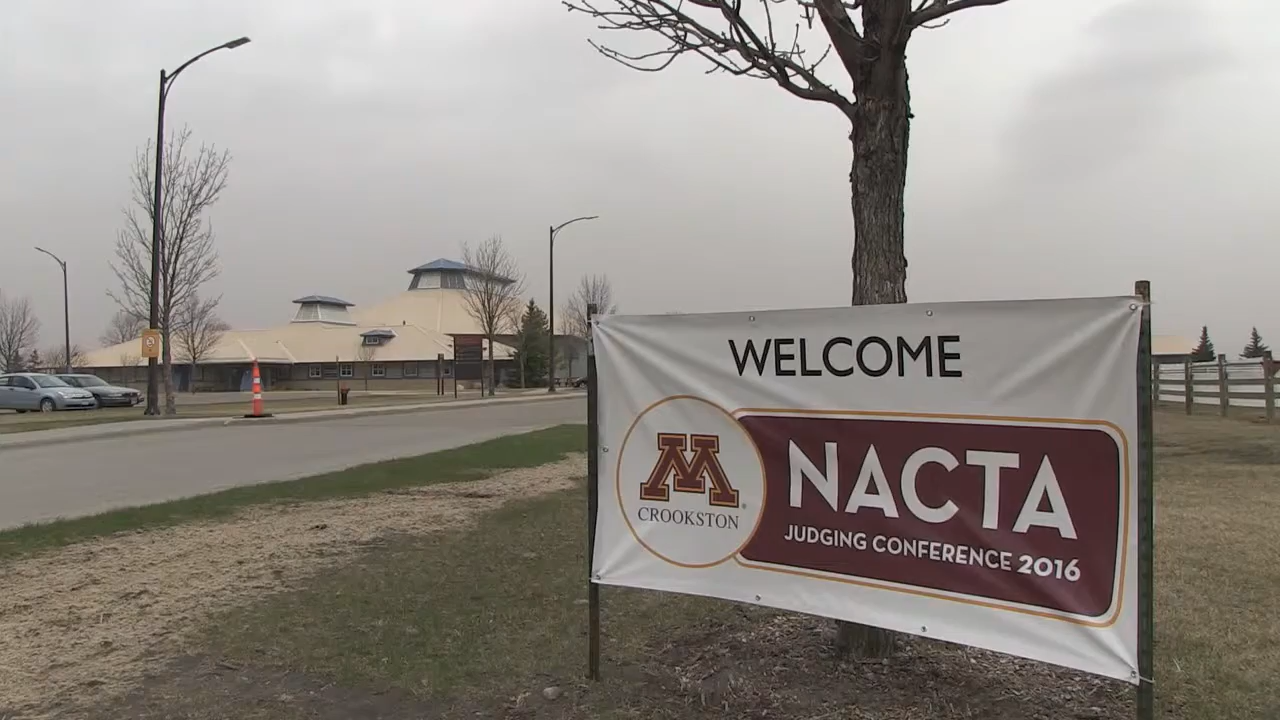 WELCOME
M
CROOKSTON
NACTA
JUDGING CONFERENCE 2016